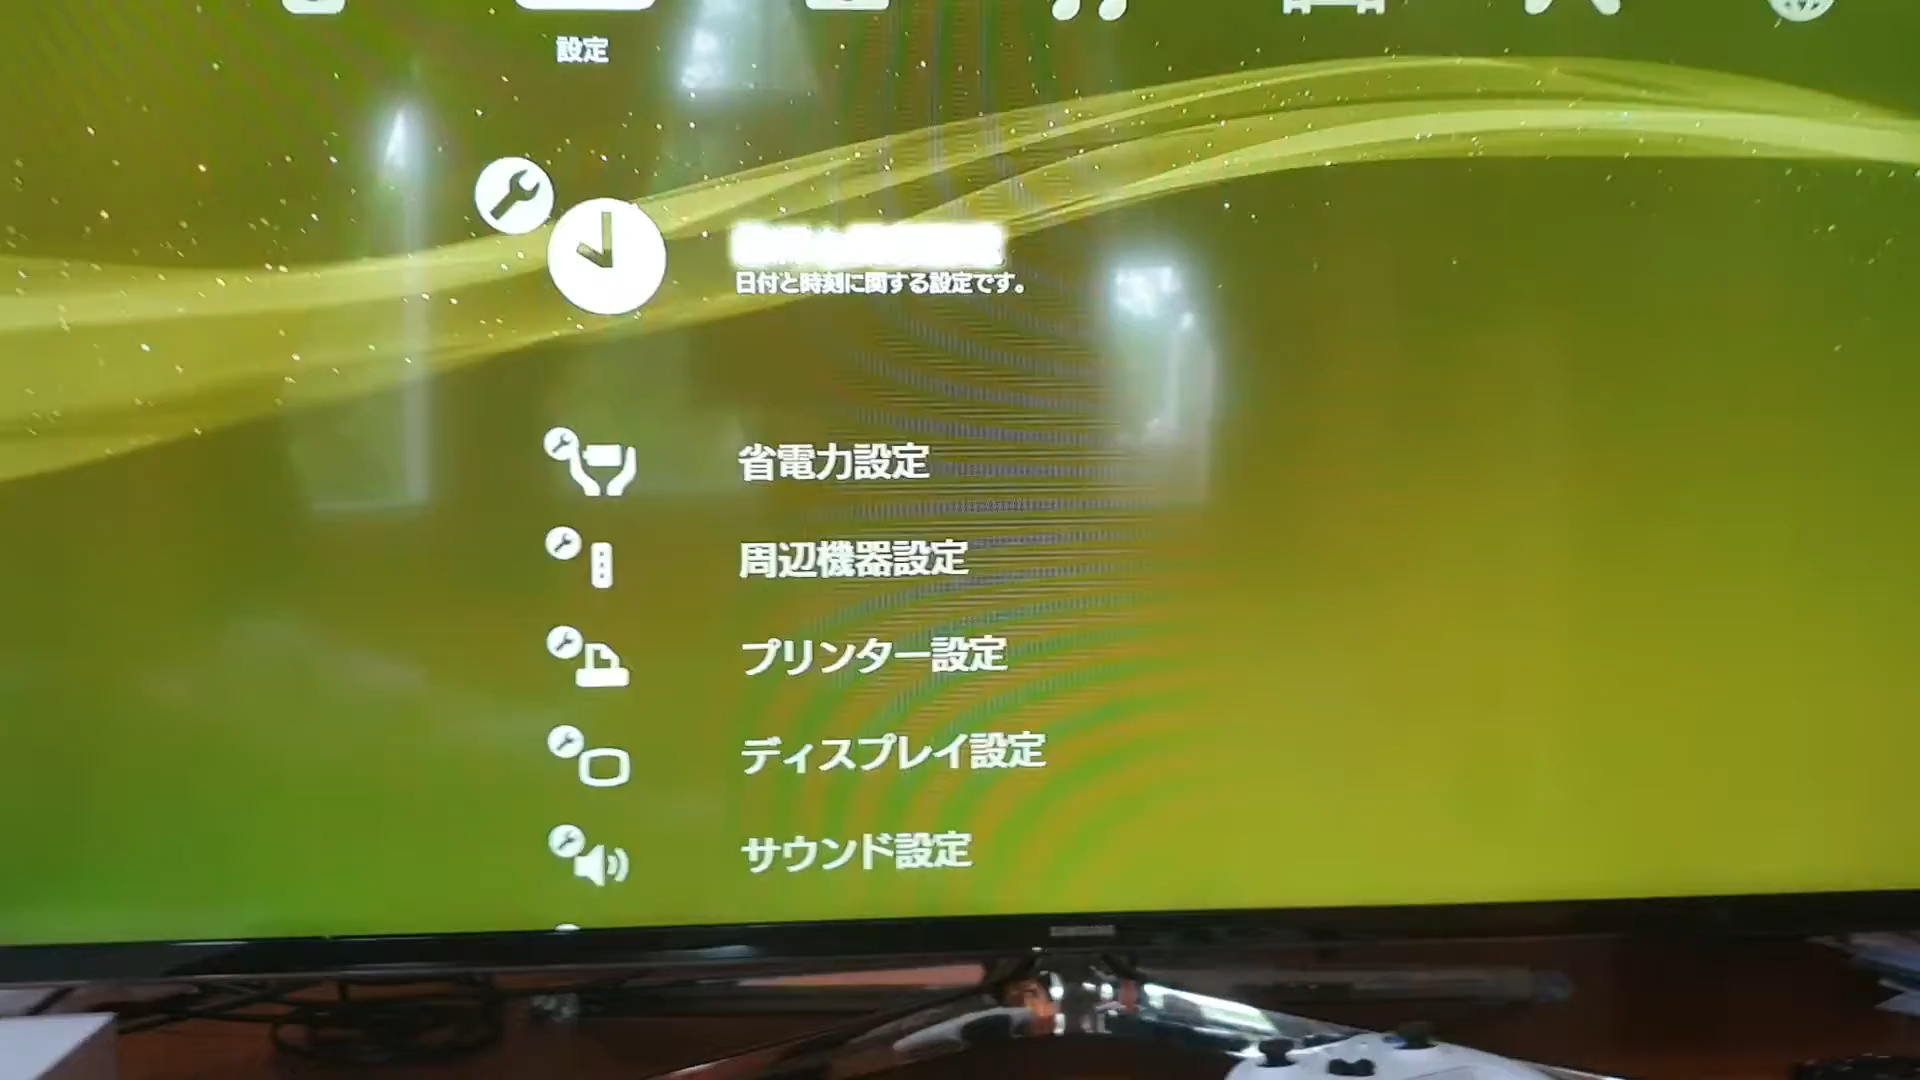 設定
日付と時刻に関する設定です。
省電力設定
周辺機器設定
プリンター設定
ディスプレイ設定
サウンド設定